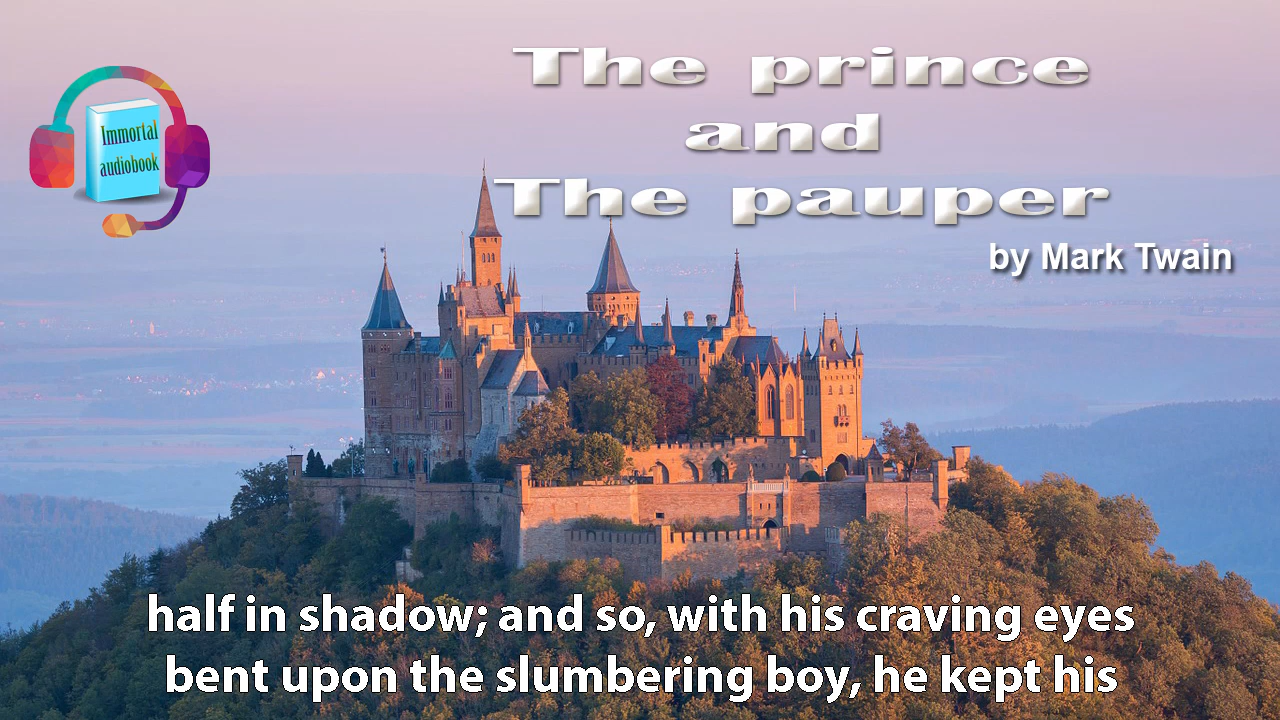 Immortal
audiobook
The prince
and
The pauper
by Mark Twain
half in shadow; and so, with his craving eyes
bent upon the slumbering boy, he kept his